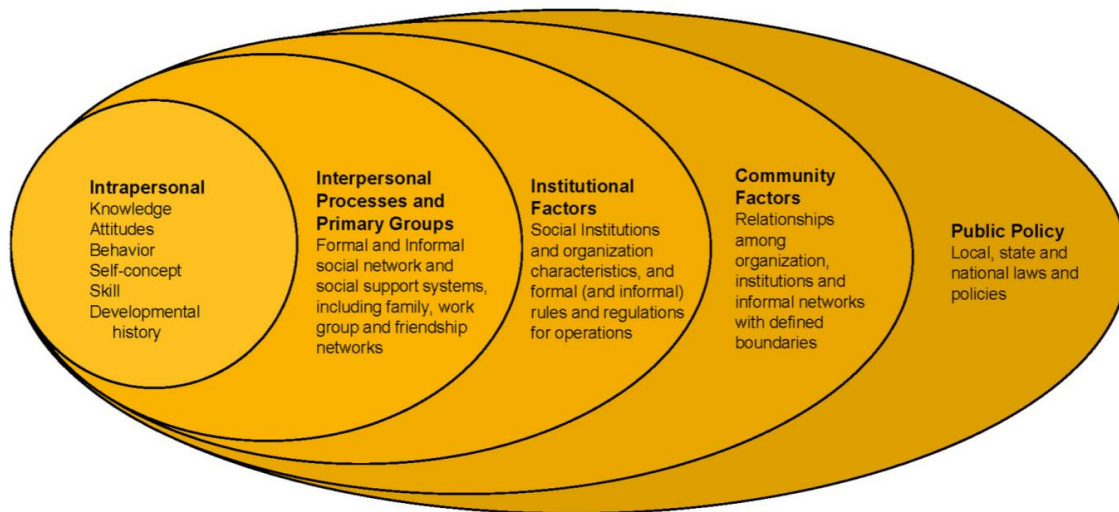 Intrapersonal
Knowledge
Attitudes
Behavior
Self-concept
Skill
Developmental
history
Interpersonal
Processes and
Primary Groups
Formal and Informal
social network and
social support systems,
including family, work
group and friendship
networks
Institutional
Factors
Social Institutions
and organization
characteristics, and
formal (and informal)
rules and regulations
for operations
Community
Factors
Relationships
among
organization,
institutions and
informal networks
with defined
boundaries
Public Policy
Local, state and
national laws and
policies